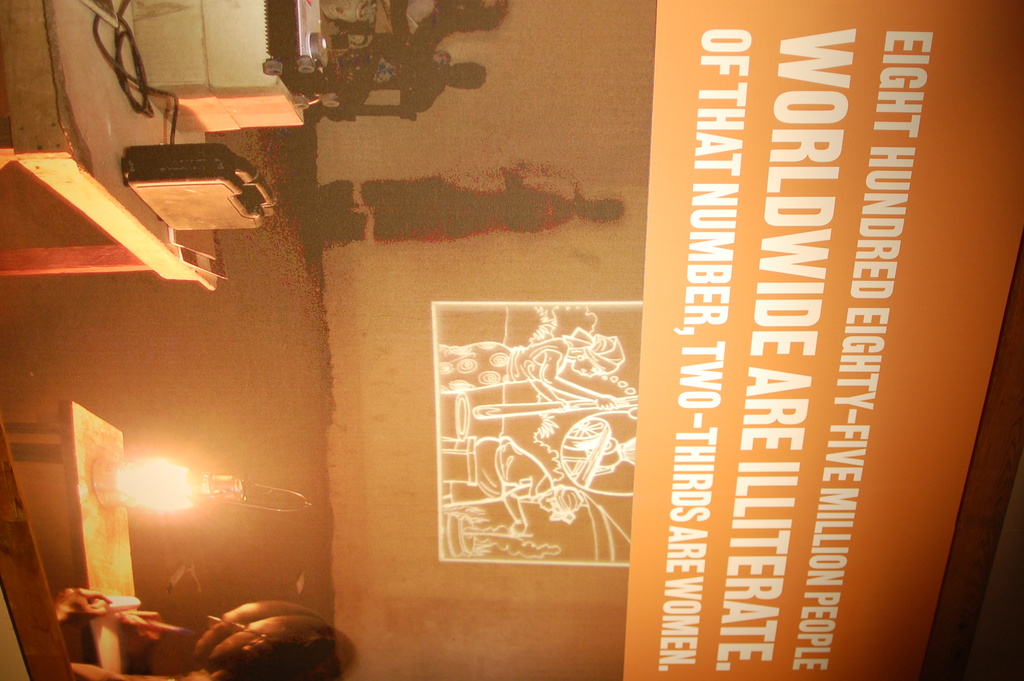 EIGHT HUNDRED EIGHTY-FIVE MILLION PEOPLE
WORLDWIDE ARE ILLITERATE.
OF THAT NUMBER, TWO-THIRDS ARE WOMEN.